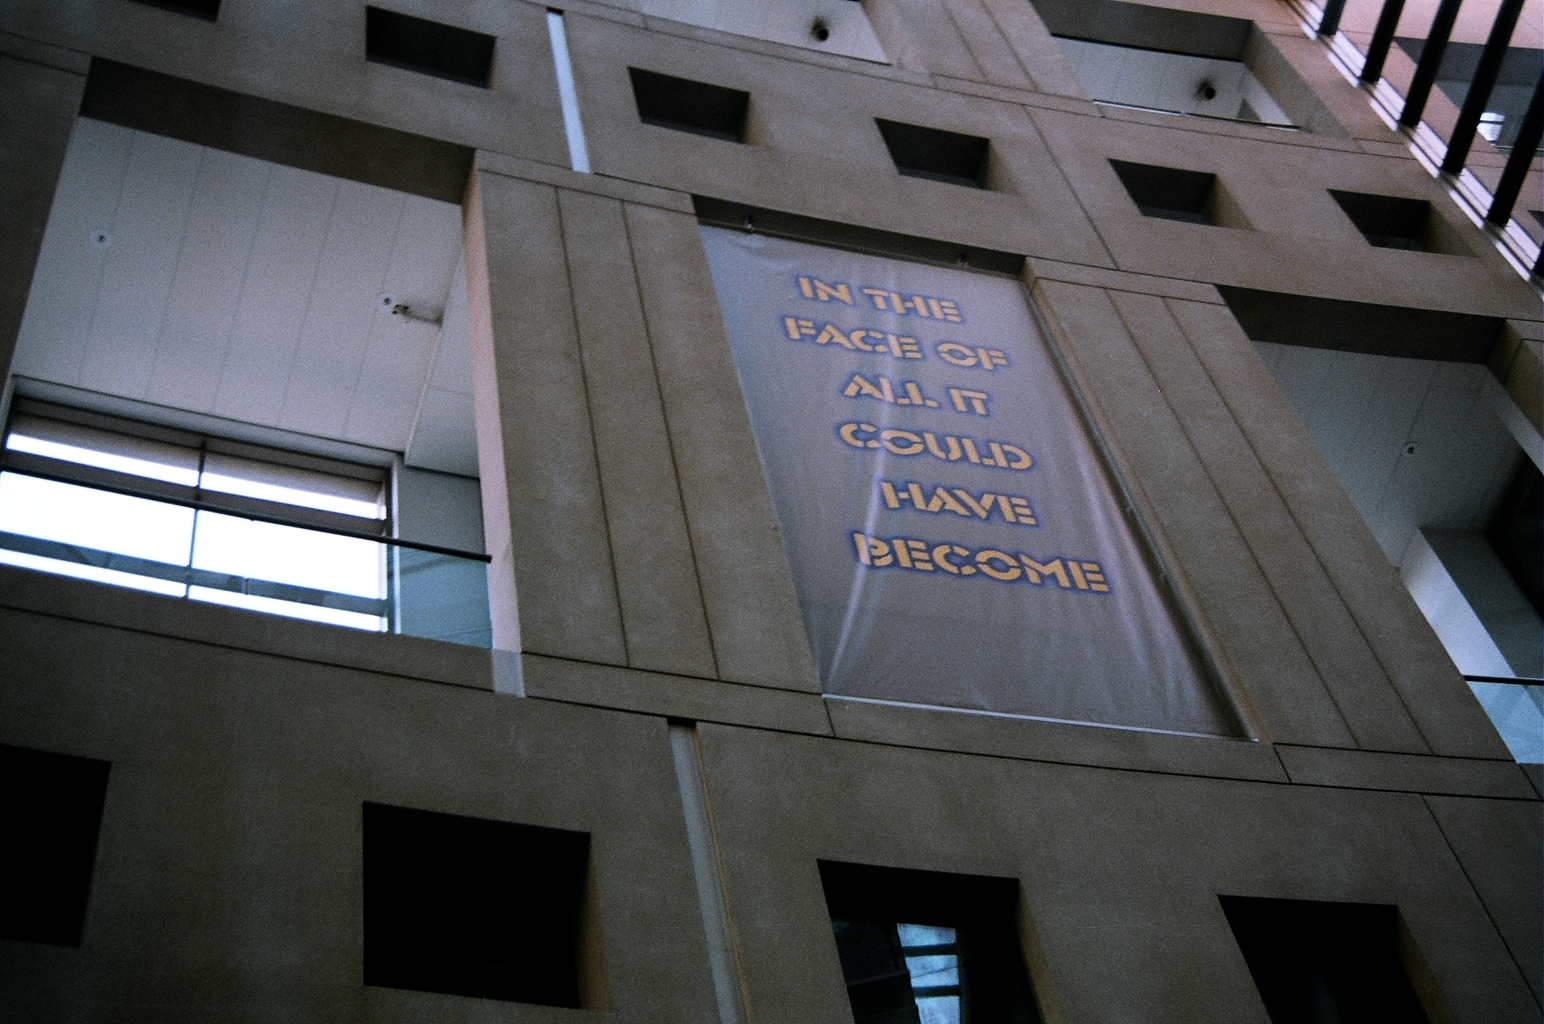 IN THE
FACE OF
ALL IT
COULD
HAVE
BECOME